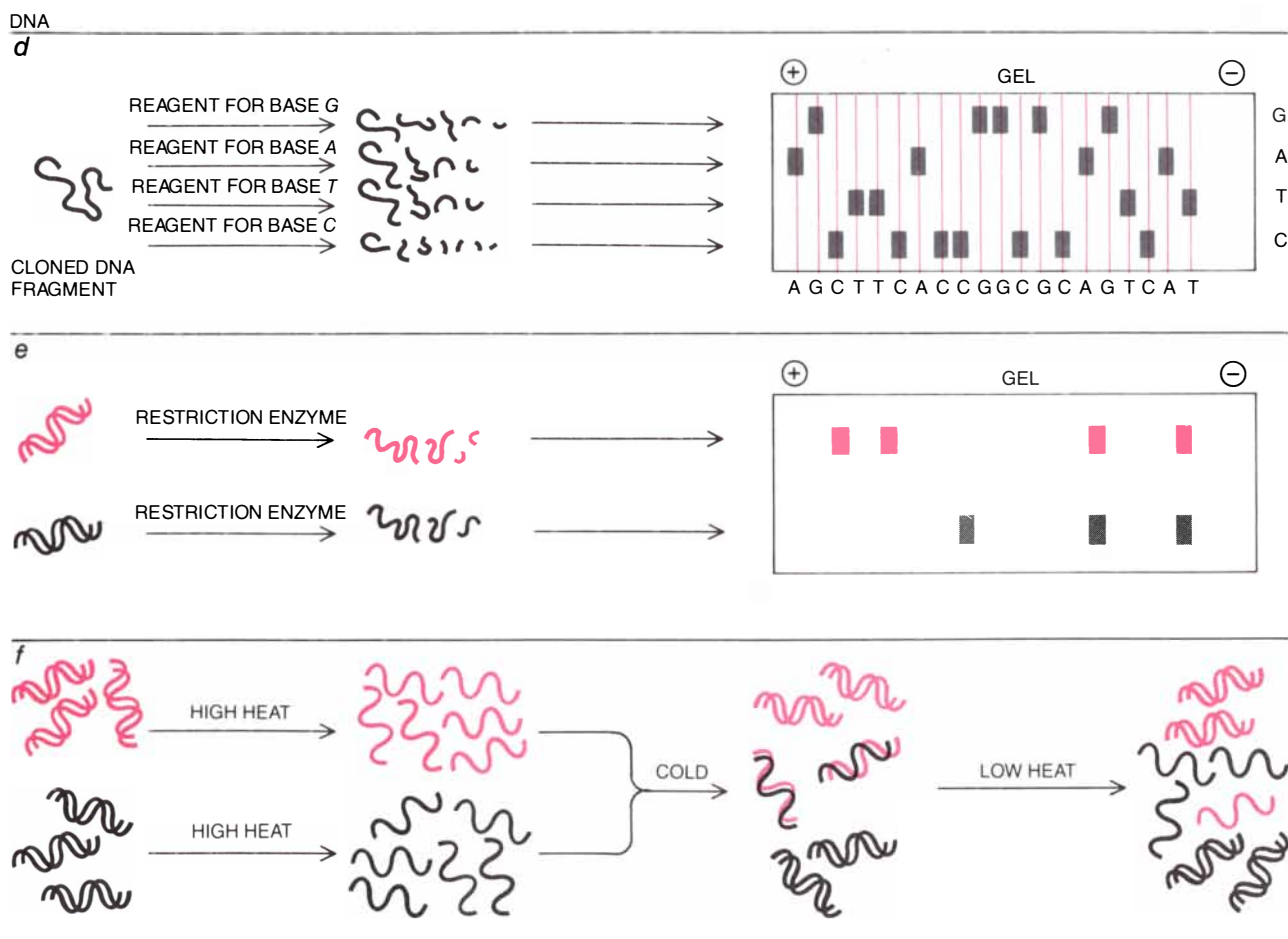 DNA
d
REAGENT FOR BASE G
REAGENT FOR BASE A
REAGENT FOR BASE T
REAGENT FOR BASE C
CLONED DNA
FRAGMENT
+ GEL −
G
A
T
C
A G C T T C A C C G G C G C A G T C A T
e
RESTRICTION ENZYME
RESTRICTION ENZYME
+ GEL −
f
HIGH HEAT
HIGH HEAT
COLD
LOW HEAT